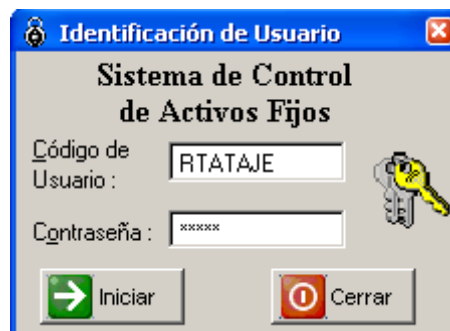 Identificación de Usuario
Sistema de Control
de Activos Fijos
Código de
Usuario :
RTATAJE
Contraseña :
*****
Iniciar
Cerrar